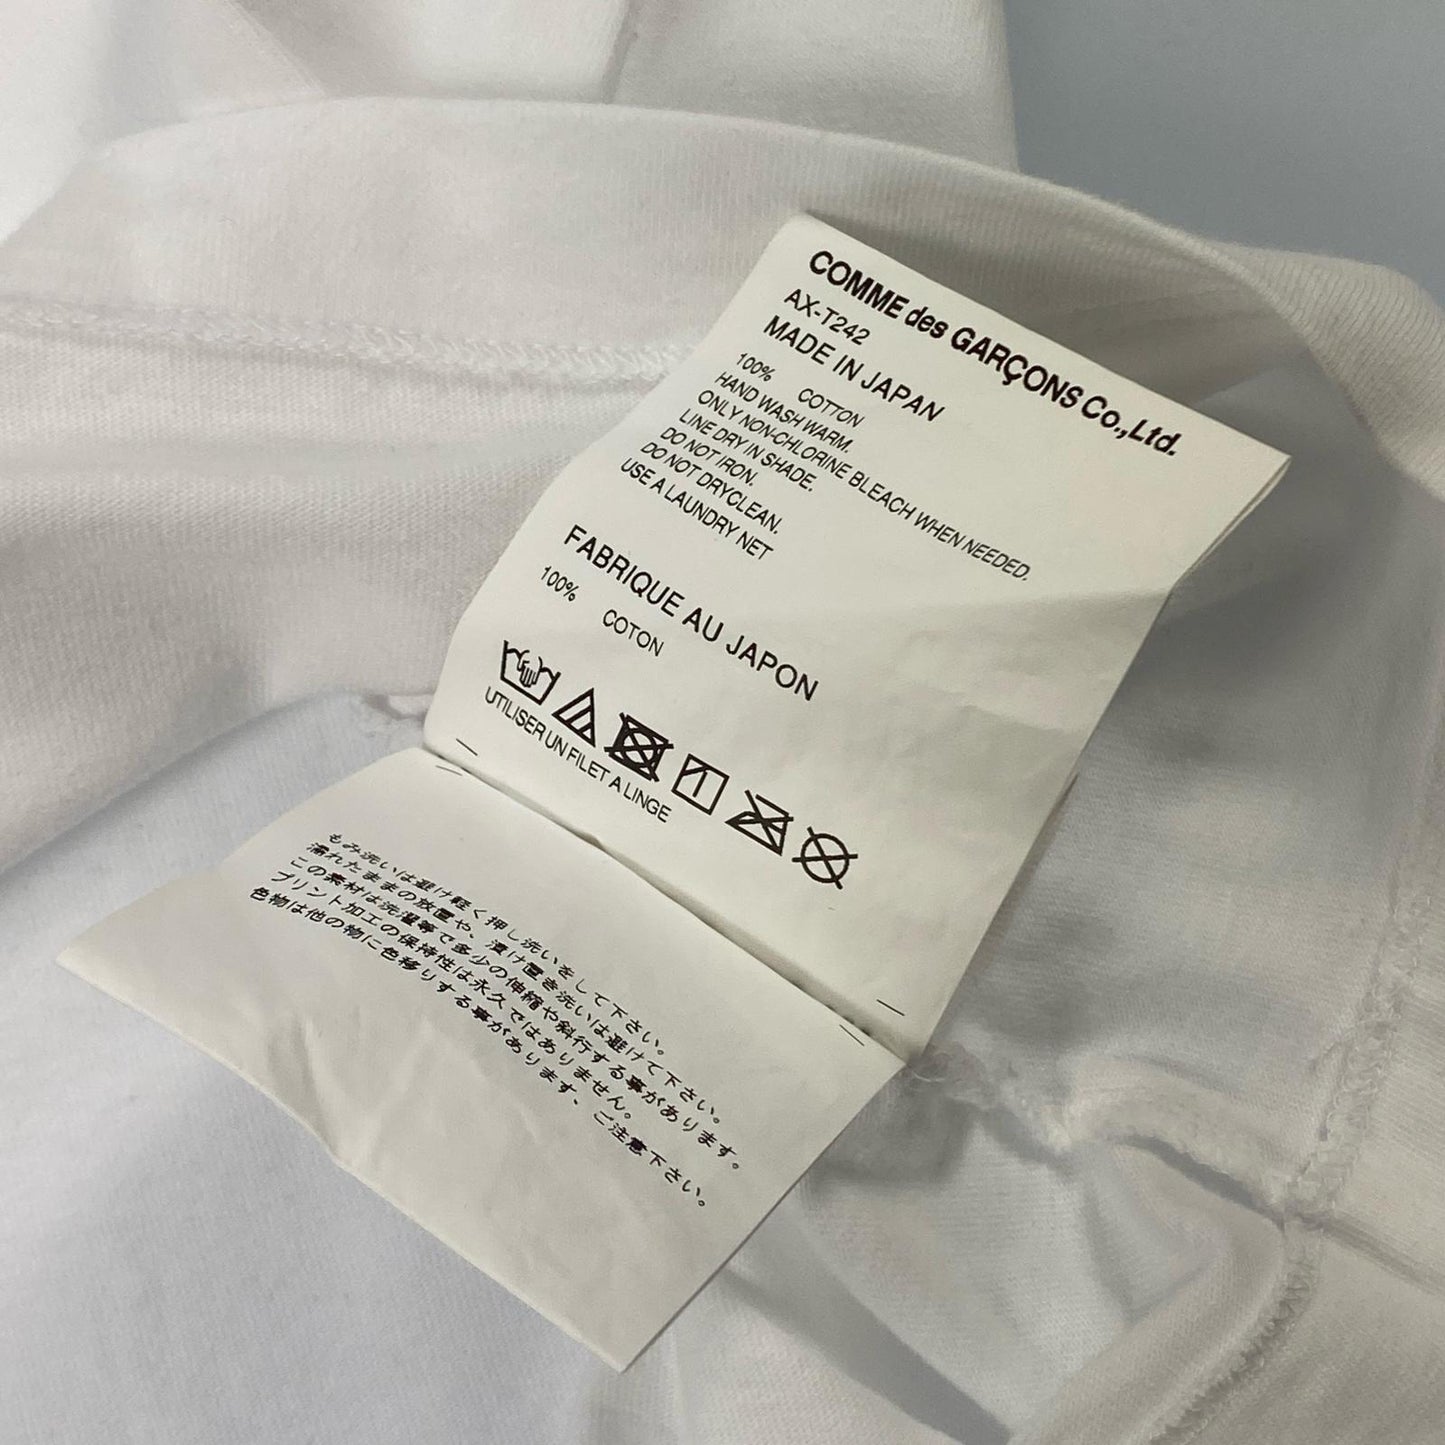 COMME des GARÇONS Co.,Ltd.
AX-T242
MADE IN JAPAN
100% COTTON
HAND WASH WARM.
ONLY NON-CHLORINE BLEACH WHEN NEEDED.
LINE DRY IN SHADE.
DO NOT IRON.
DO NOT DRYCLEAN.
USE A LAUNDRY NET
FABRIQUE AU JAPON
100% COTON
UTILISER UN FILET A LINGE
もみ洗いは避け軽く押し洗いをして下さい。
濡れたままの放置や、漬け置き洗いは避けて下さい。
この素材は洗濯等で多少の伸縮や斜行する事があります。
プリント加工の保持性は永久ではありません。
色物は他の物に色移りする事があります、ご注意下さい。